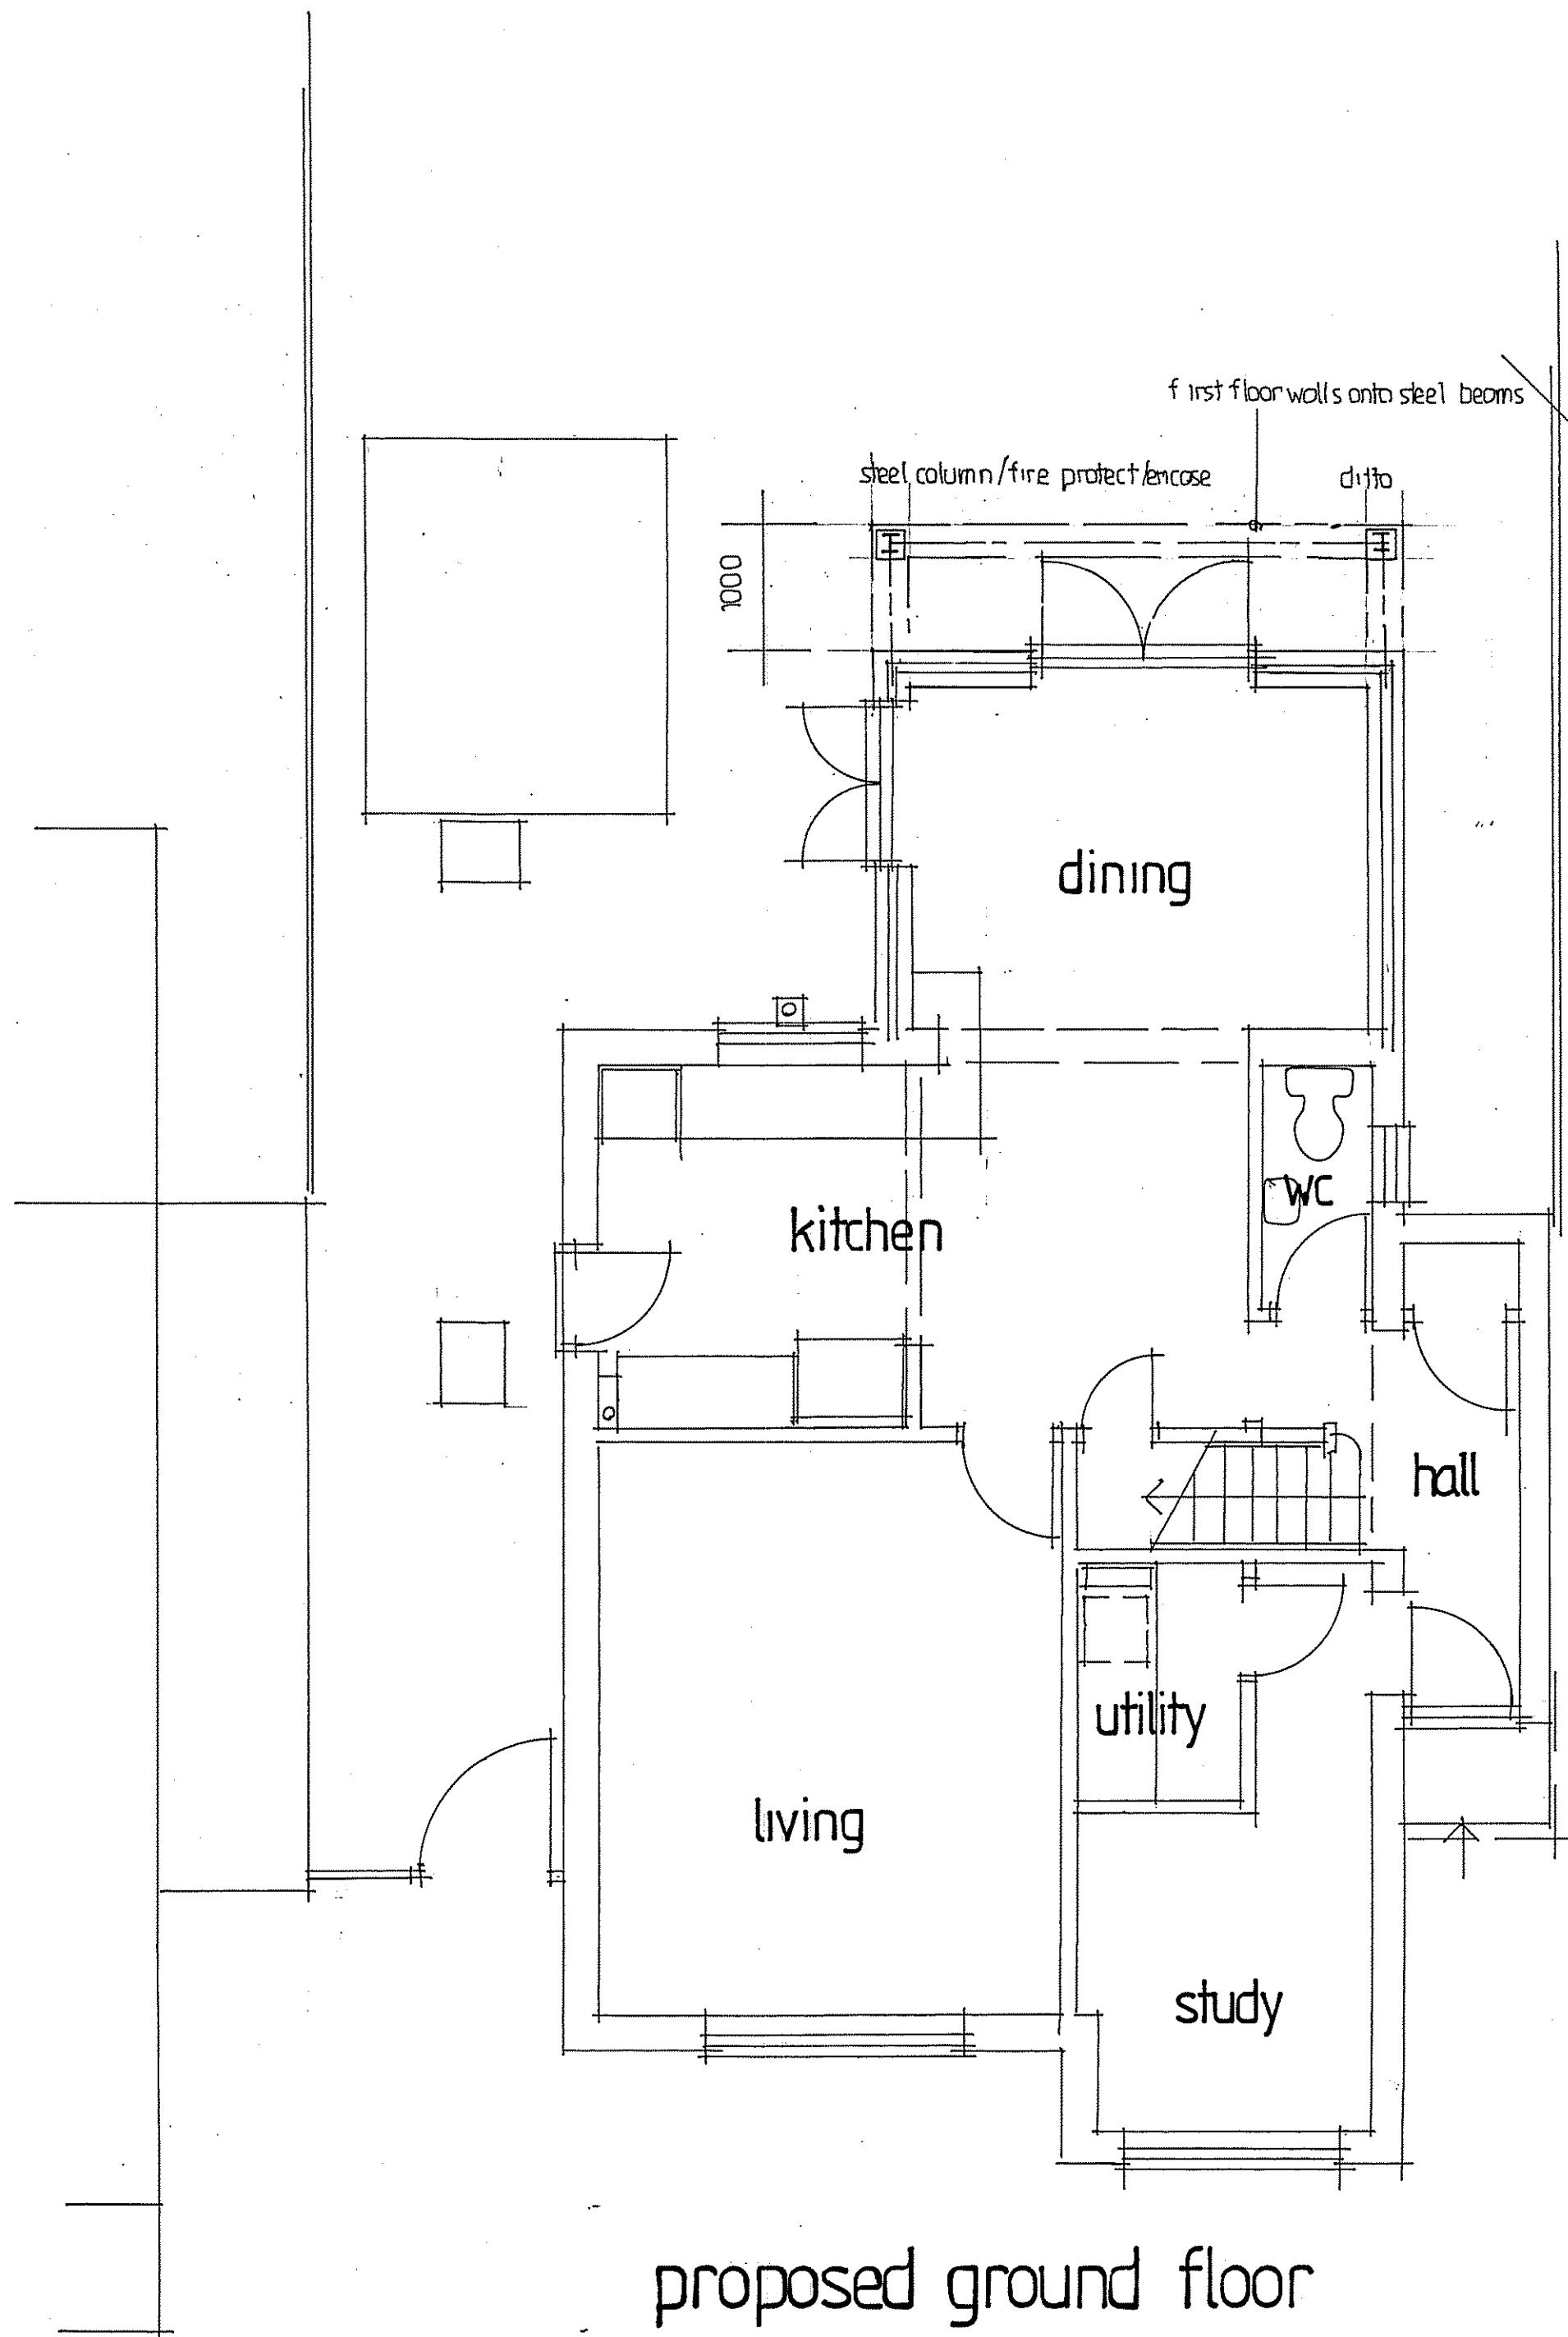 first floor walls onto steel beams
steel column/fire protect/encase
ditto
1000
dining
WC
kitchen
hall
utility
living
study
proposed ground floor